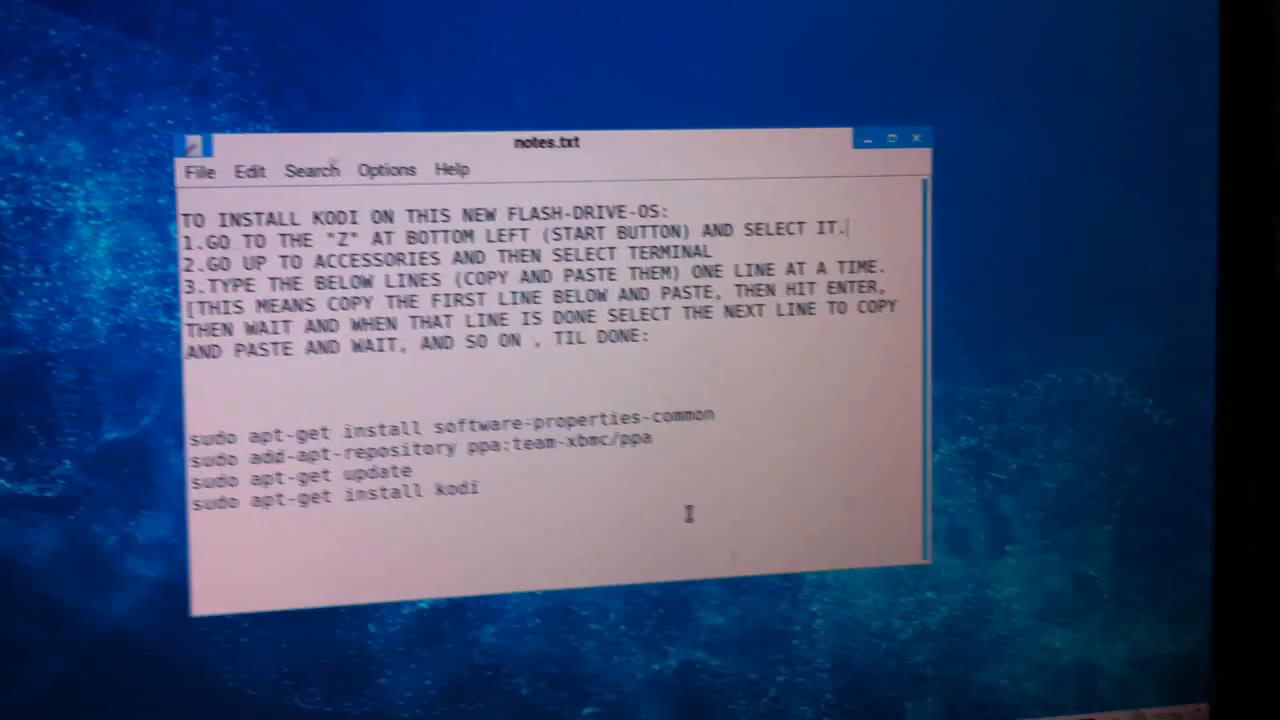 notes.txt
File Edit Search Options Help
TO INSTALL KODI ON THIS NEW FLASH-DRIVE-OS:
1.GO TO THE "Z" AT BOTTOM LEFT (START BUTTON) AND SELECT IT.
2.GO UP TO ACCESSORIES AND THEN SELECT TERMINAL
3.TYPE THE BELOW LINES (COPY AND PASTE THEM) ONE LINE AT A TIME.
[THIS MEANS COPY THE FIRST LINE BELOW AND PASTE, THEN HIT ENTER,
THEN WAIT AND WHEN THAT LINE IS DONE SELECT THE NEXT LINE TO COPY
AND PASTE AND WAIT, AND SO ON , TIL DONE:
sudo apt-get install software-properties-common
sudo add-apt-repository ppa:team-xbmc/ppa
sudo apt-get update
sudo apt-get install kodi